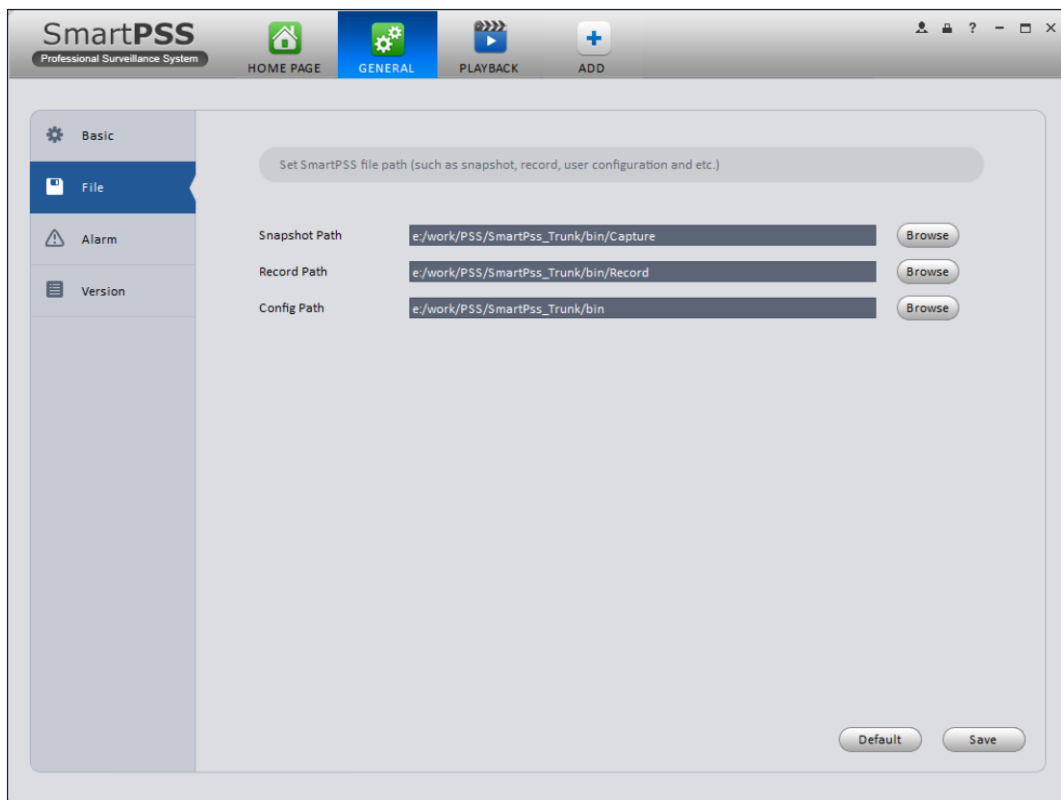 SmartPSS
Professional Surveillance System
HOME PAGE
GENERAL
PLAYBACK
ADD
?
Basic
File
Alarm
Version
Set SmartPSS file path (such as snapshot, record, user configuration and etc.)
Snapshot Path e:/work/PSS/SmartPss_Trunk/bin/Capture Browse
Record Path e:/work/PSS/SmartPss_Trunk/bin/Record Browse
Config Path e:/work/PSS/SmartPss_Trunk/bin Browse
Default Save